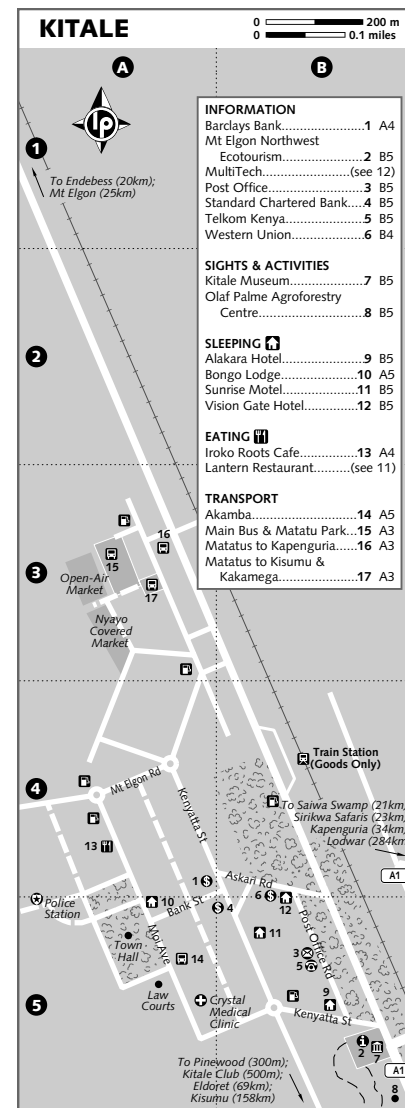 KITALE
0 200 m
0 0.1 miles
A
B
1
To Endebess (20km);
Mt Elgon (25km)
lp
INFORMATION
Barclays Bank.........................1 A4
Mt Elgon Northwest
Ecotourism........................2 B5
MultiTech.....................(see 12)
Post Office............................3 B5
Standard Chartered Bank.....4 B5
Telkom Kenya......................5 B5
Western Union.....................6 B4
SIGHTS & ACTIVITIES
Kitale Museum.....................7 B5
Olaf Palme Agroforestry
Centre................................8 B5
SLEEPING
Alakara Hotel........................9 B5
Bongo Lodge......................10 A5
Sunrise Motel......................11 B5
Vision Gate Hotel................12 B5
EATING
Iroko Roots Cafe.................13 A4
Lantern Restaurant..........(see 11)
TRANSPORT
Akamba..............................14 A5
Main Bus & Matatu Park...15 A3
Matatus to Kapenguria......16 A3
Matatus to Kisumu &
Kakamega.......................17 A3
2
3
16
15
17
Open-Air
Market
Nyayo
Covered
Market
Train Station
(Goods Only)
4
Mt Elgon Rd
Kenyatta St
To Saiwa Swamp (21km)
Sirikwa Safaris (23km)
Kapenguria (34km)
Lodwar (284km
A1
13
1 $
Askari Rd
6 $
12
Police
Station
10
Bank St
$ 4
11
Post Office Rd
Town
Hall
Moi Ave
14
3
5
5
Law
Courts
Crystal
Medical
Clinic
9
Kenyatta St
2
7
A1
8
To Pinewood (300m);
Kitale Club (500m);
Eldoret (69km);
Kisumu (158km)